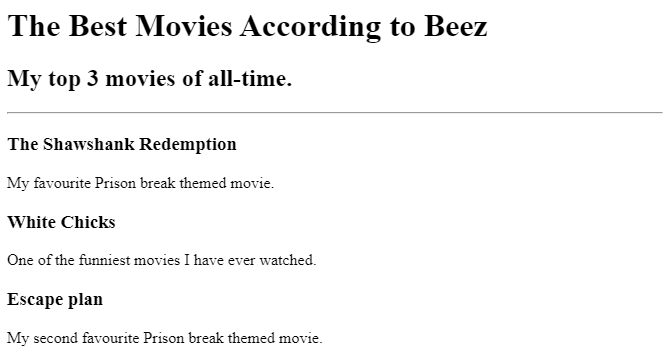 The Best Movies According to Beez
My top 3 movies of all-time.
The Shawshank Redemption
My favourite Prison break themed movie.
White Chicks
One of the funniest movies I have ever watched.
Escape plan
My second favourite Prison break themed movie.